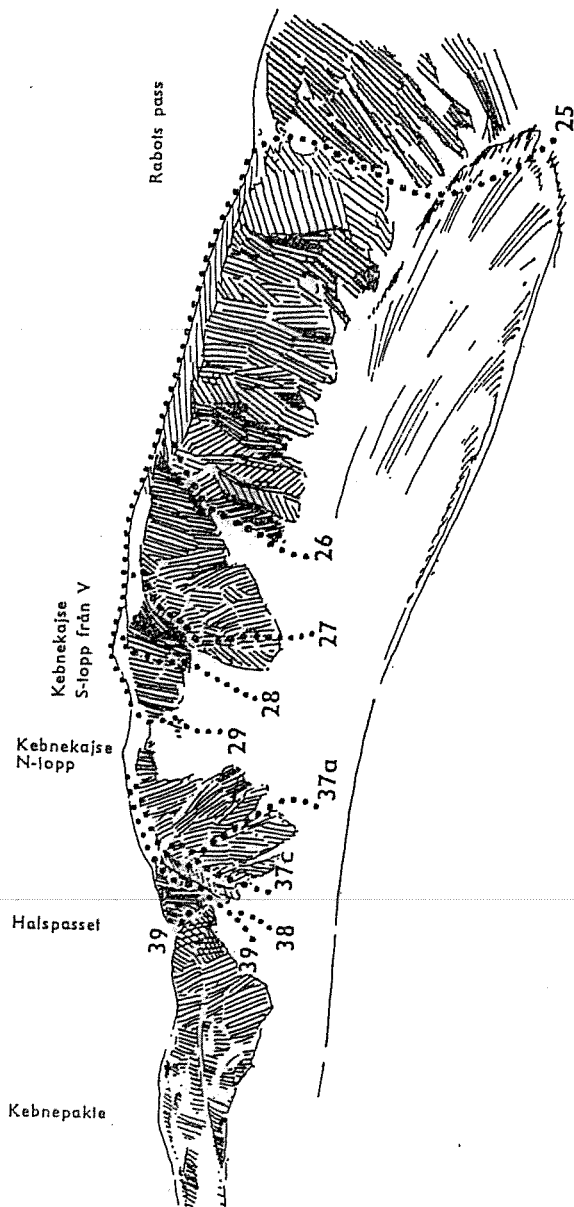 Kebnepakte
Halspasset
Kebnekajse
N-topp
Kebnekajse
S-topp från V
Rabots pass
39
39
38
37c
37a
29
28
27
26
25